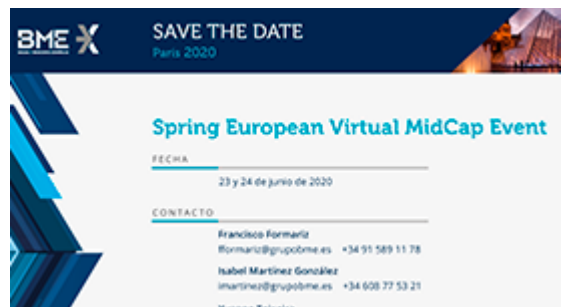 BME X
SAVE THE DATE
Paris 2020
Spring European Virtual MidCap Event
FECHA
23 y 24 de junio de 2020
CONTACTO
Francisco Formariz
fformariz@grupobme.es +34 91 589 11 78
Isabel Martínez González
imartinez@grupobme.es +34 608 77 53 21